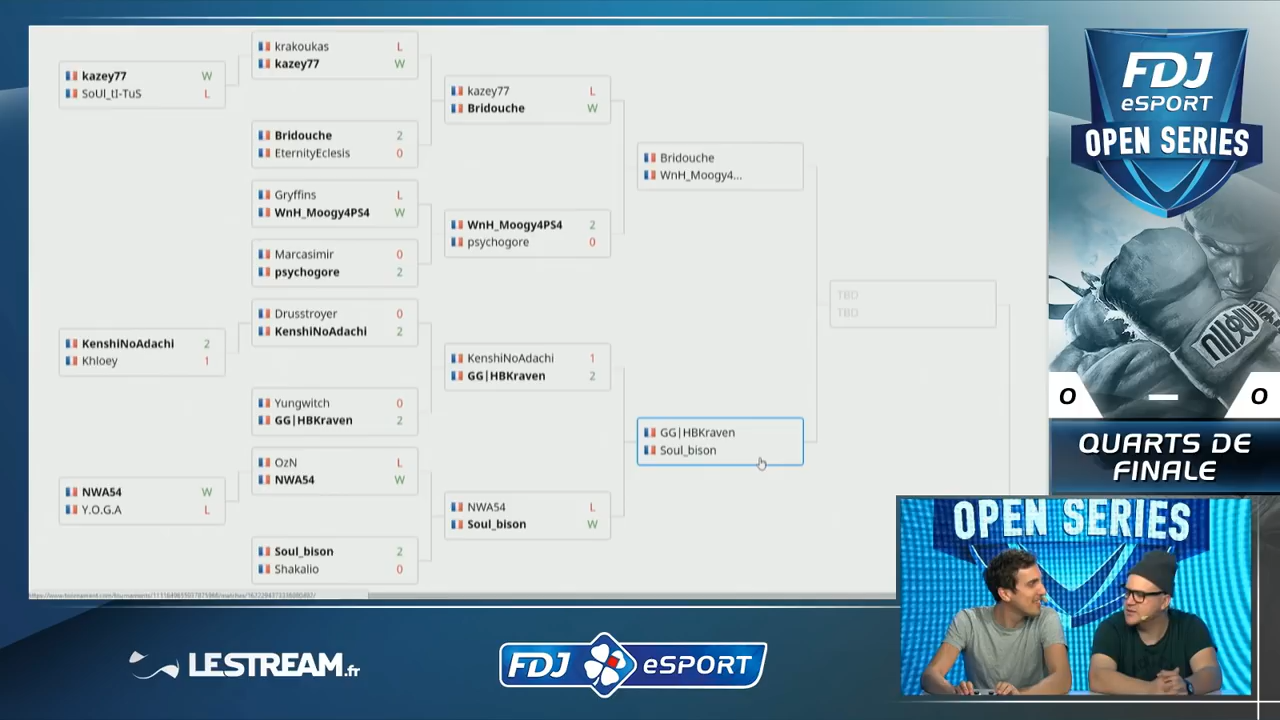 kazey77 W
SoUl_tI-TuS L
KenshiNoAdachi 2
Khloey 1
NWA54 W
Y.O.G.A L
krakoukas L
kazey77 W
Bridouche 2
EternityEclesis 0
Gryffins L
WnH_Moogy4PS4 W
Marcasimir 0
psychogore 2
Drusstroyer 0
KenshiNoAdachi 2
Yungwitch 0
GG|HBKraven 2
OzN L
NWA54 W
Soul_bison 2
Shakalio 0
kazey77 L
Bridouche W
WnH_Moogy4PS4 2
psychogore 0
KenshiNoAdachi 1
GG|HBKraven 2
NWA54 L
Soul_bison W
Bridouche
WnH_Moogy4...
GG|HBKraven
Soul_bison
TBD
TBD
FDJ
eSPORT
OPEN SERIES
0 – 0
QUARTS DE
FINALE
OPEN SERIES
LESTREAM.fr
FDJ eSPORT